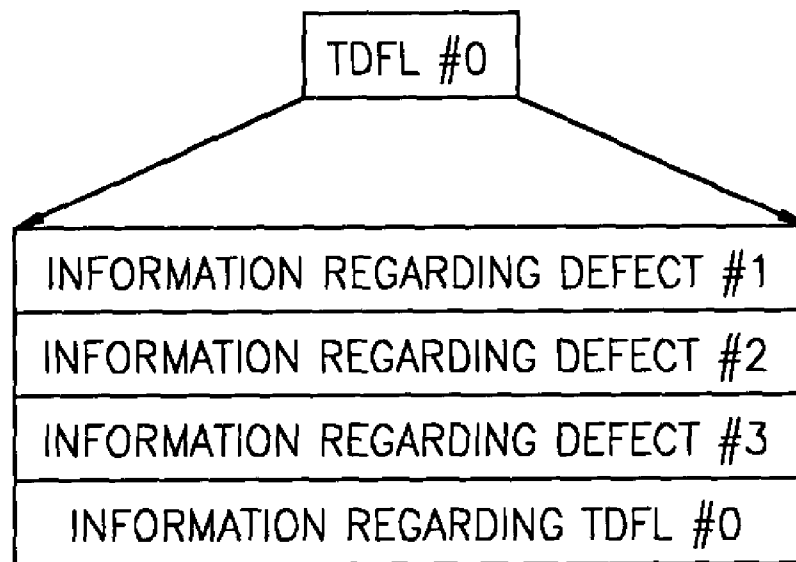 TDFL #0
INFORMATION REGARDING DEFECT #1
INFORMATION REGARDING DEFECT #2
INFORMATION REGARDING DEFECT #3
INFORMATION REGARDING TDFL #0